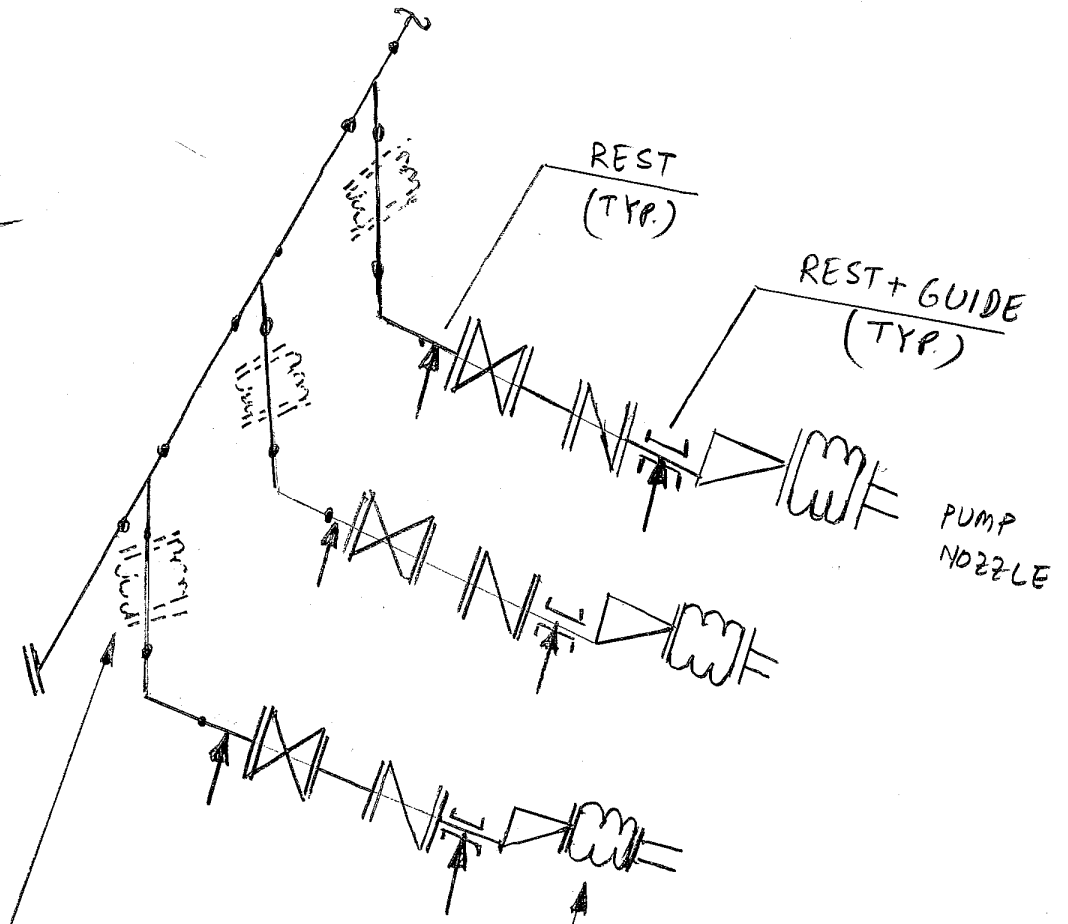 REST
(TYP.)
REST + GUIDE
(TYP.)
PUMP
NOZZLE